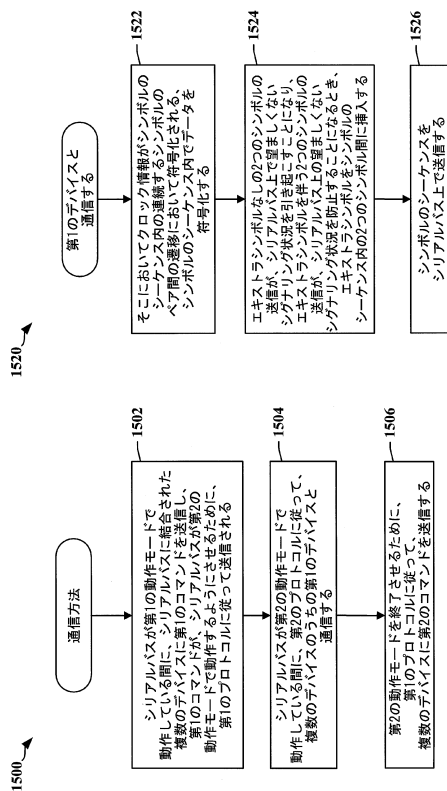 1500
通信方法
1502
シリアルバスが第1の動作モードで
動作している間に、シリアルバスに結合された
複数のデバイスに第1のコマンドを送信し、
第1のコマンドが、シリアルバスが第2の
動作モードで動作するようにさせるために、
第1のプロトコルに従って送信される
1504
シリアルバスが第2の動作モードで
動作している間に、第2のプロトコルに従って、
複数のデバイスのうちの第1のデバイスと
通信する
1506
第2の動作モードを終了させるために、
第1のプロトコルに従って、
複数のデバイスに第2のコマンドを送信する
1520
第1のデバイスと
通信する
1522
そこにおいてクロック情報がシンボルの
シーケンス内の連続するシンボルの
ペア間の遷移において符号化される、
シンボルのシーケンス内でデータを
符号化する
1524
エキストラシンボルなしの2つのシンボルの
送信が、シリアルバス上で望ましくない
シグナリング状況を引き起こすことになり、
エキストラシンボルを伴う2つのシンボルの
送信が、シリアルバス上の望ましくない
シグナリング状況を防止することになるとき、
エキストラシンボルをシンボルの
シーケンス内の2つのシンボル間に挿入する
1526
シンボルのシーケンスを
シリアルバス上で送信する